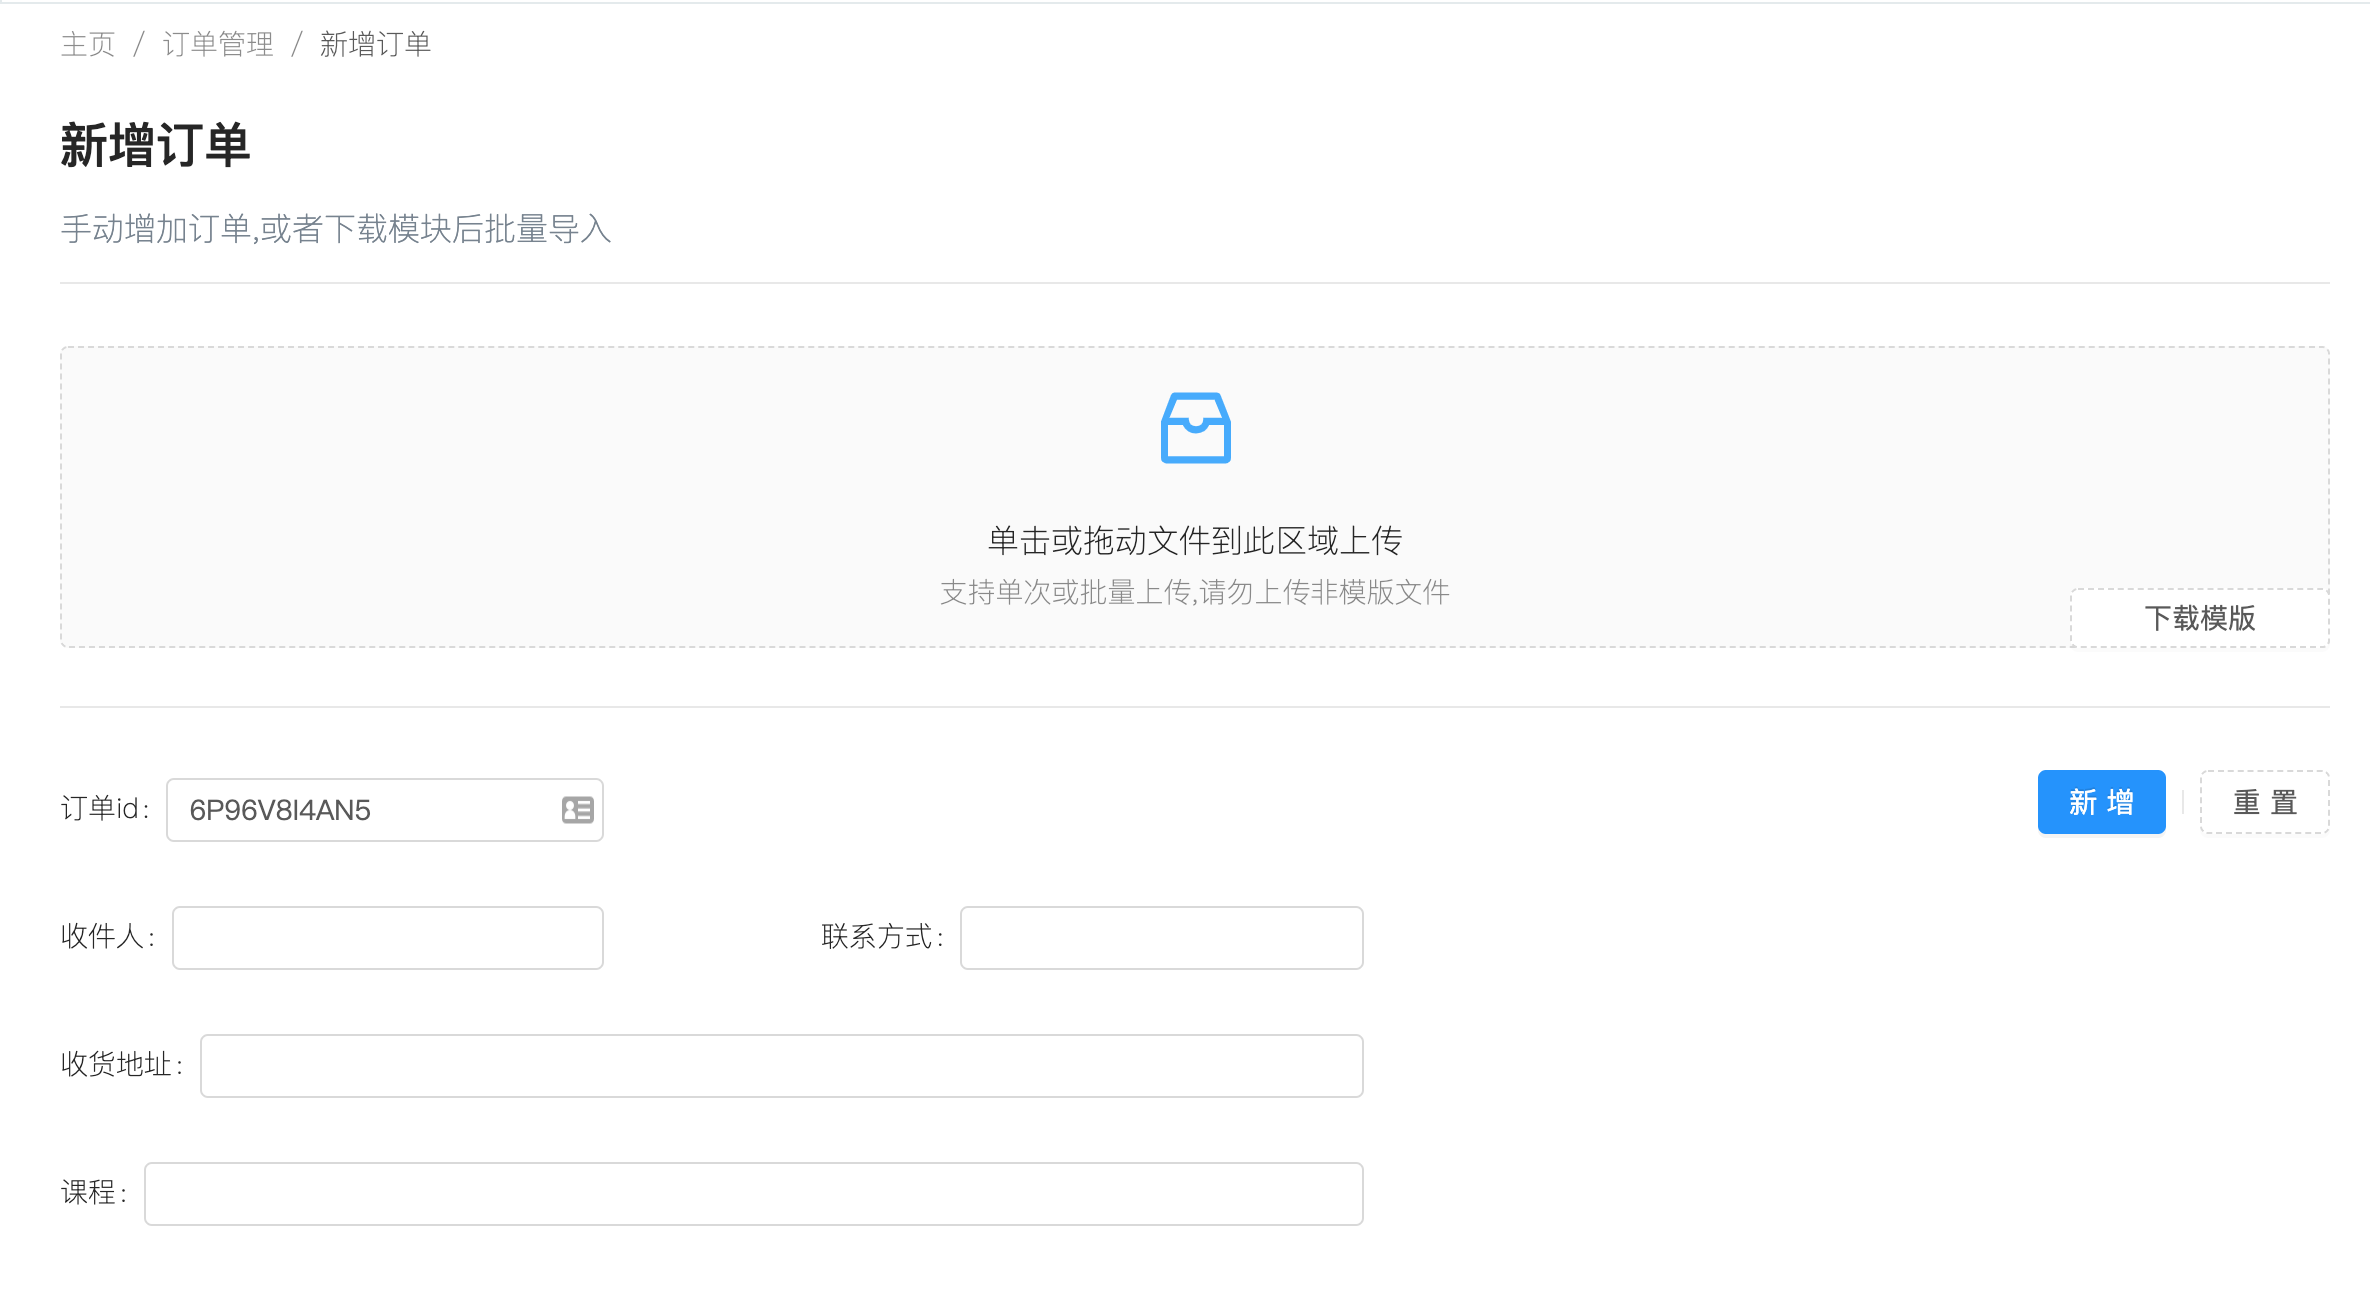 主页 / 订单管理 / 新增订单
新增订单
手动增加订单,或者下载模块后批量导入
单击或拖动文件到此区域上传
支持单次或批量上传,请勿上传非模版文件
下载模版
订单id: 6P96V8I4AN5 新 增 重 置
收件人: 联系方式:
收货地址:
课程: